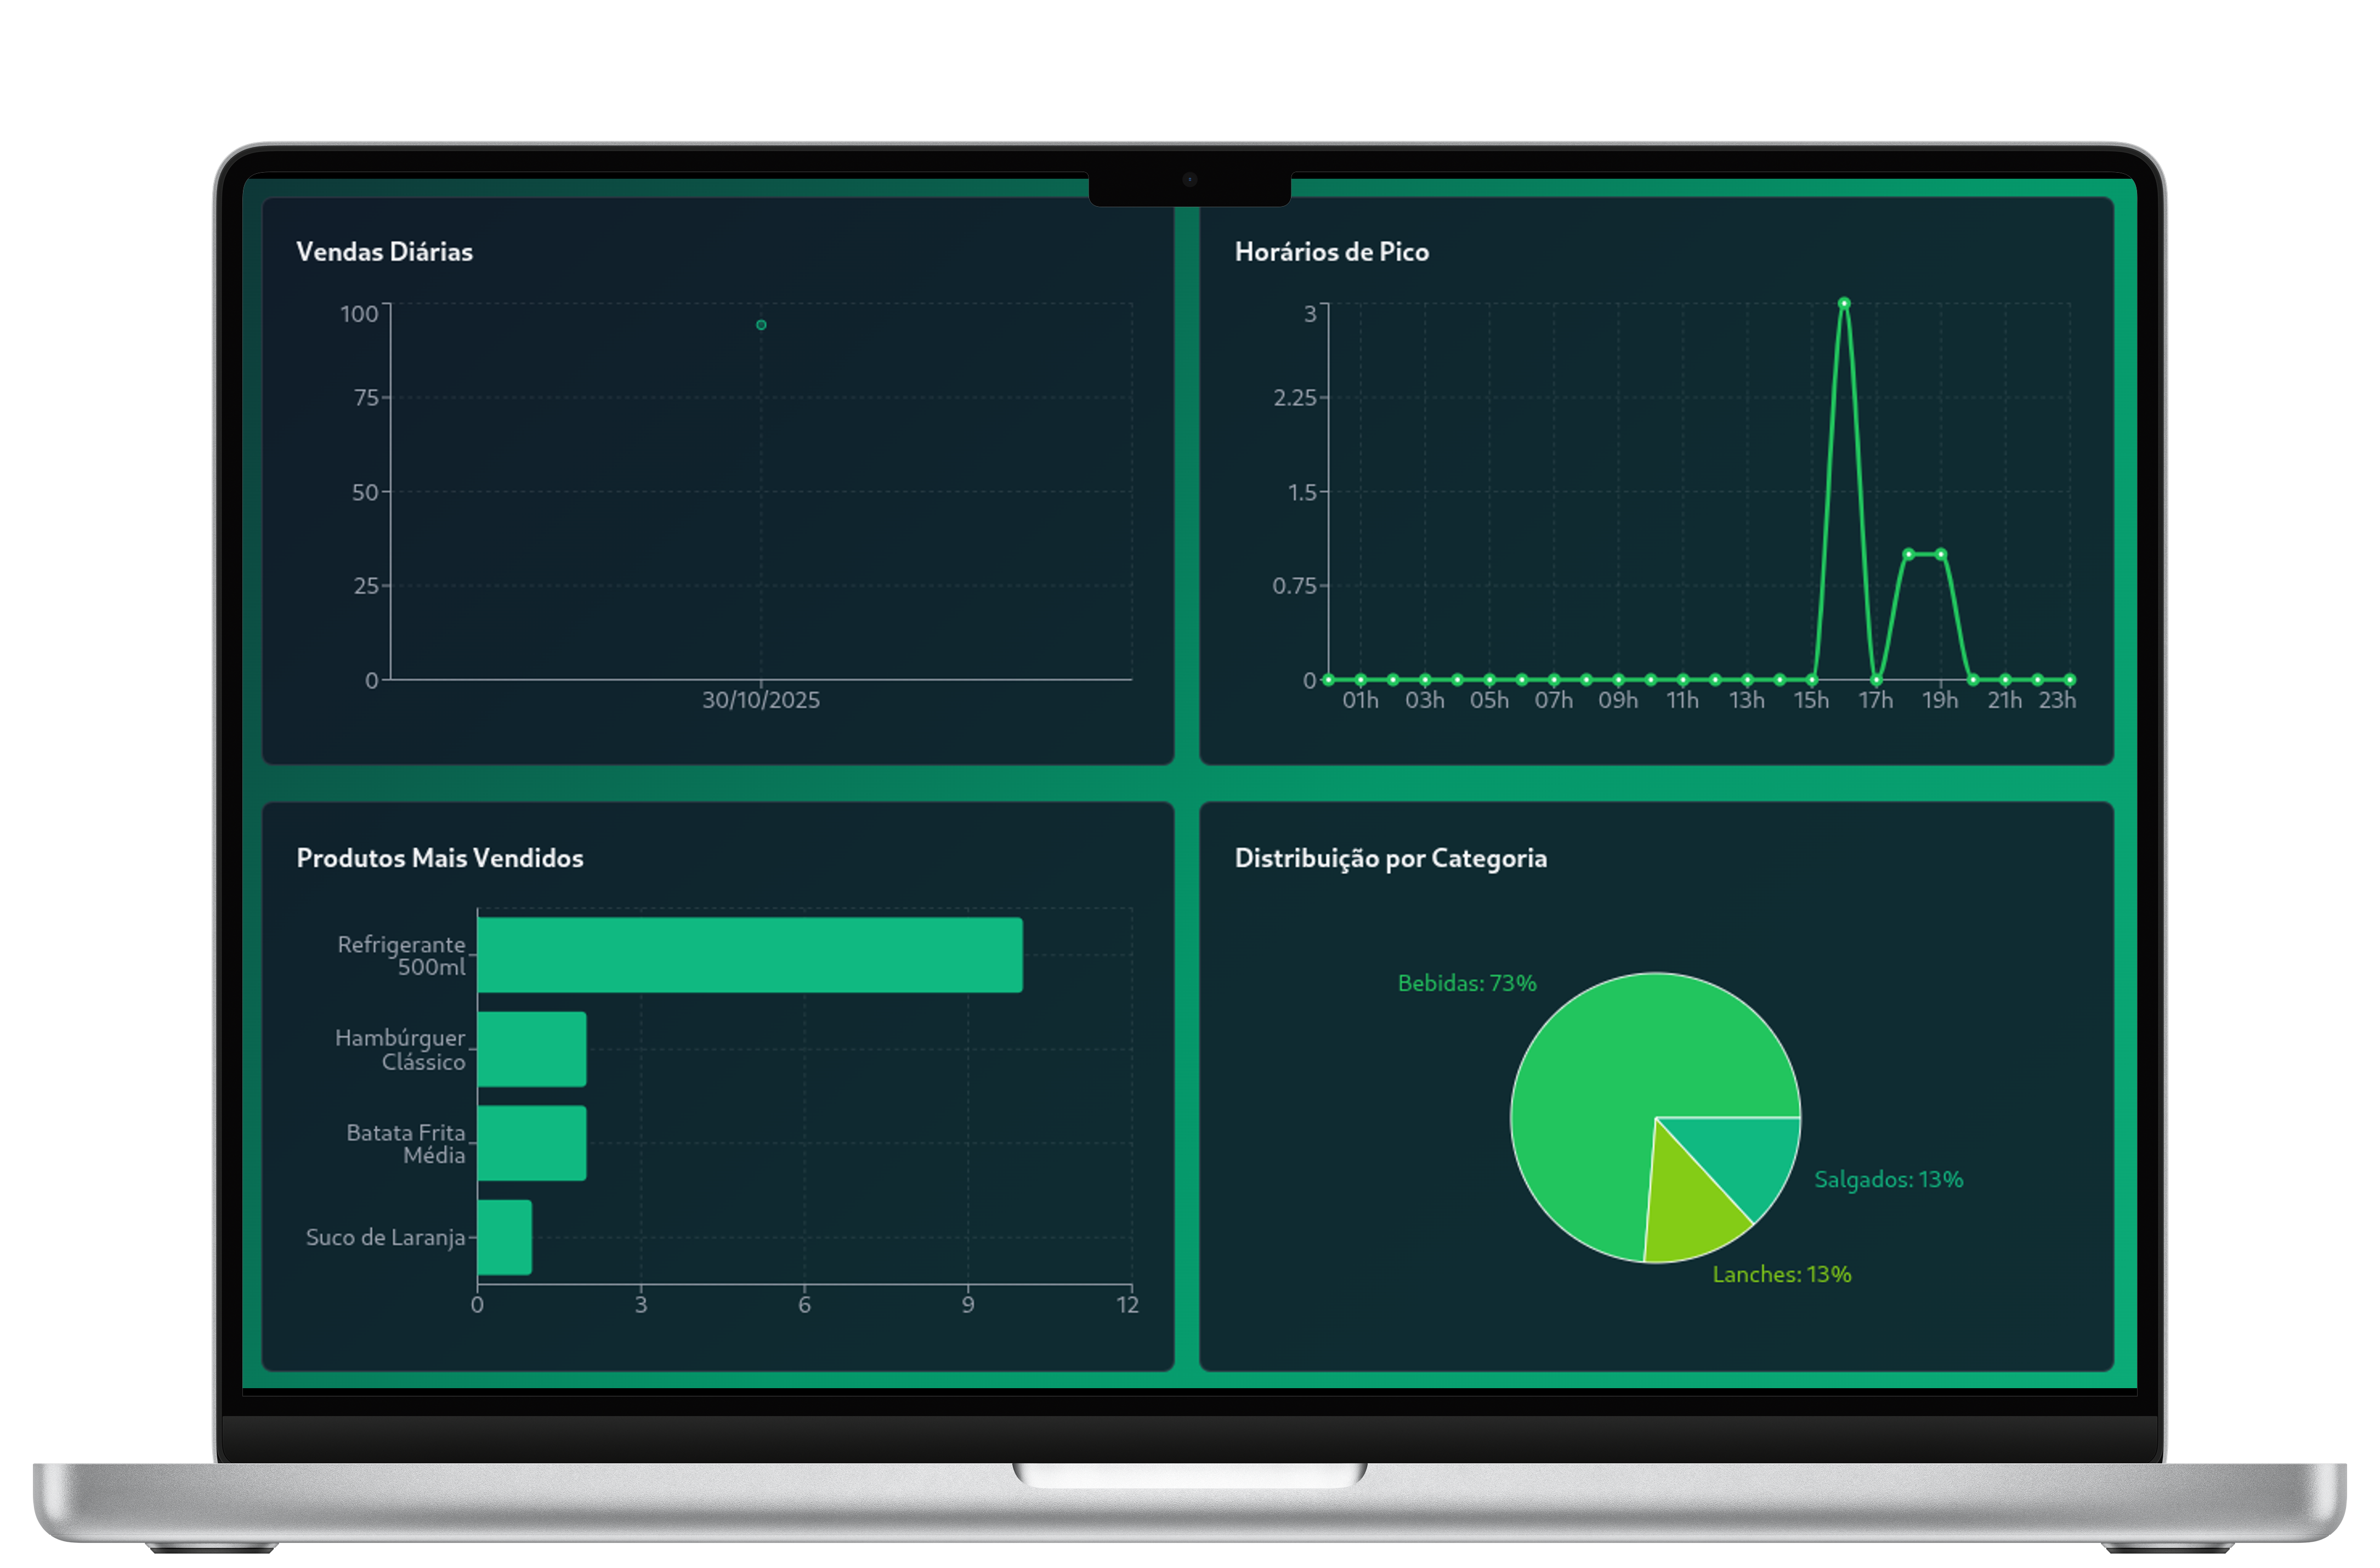 Vendas Diárias
100
75
50
25
0
30/10/2025
Horários de Pico
3
2.25
1.5
0.75
0
01h 03h 05h 07h 09h 11h 13h 15h 17h 19h 21h 23h
Produtos Mais Vendidos
Refrigerante
500ml
Hambúrguer
Clássico
Batata Frita
Média
Suco de Laranja
0 3 6 9 12
Distribuição por Categoria
Bebidas: 73%
Salgados: 13%
Lanches: 13%